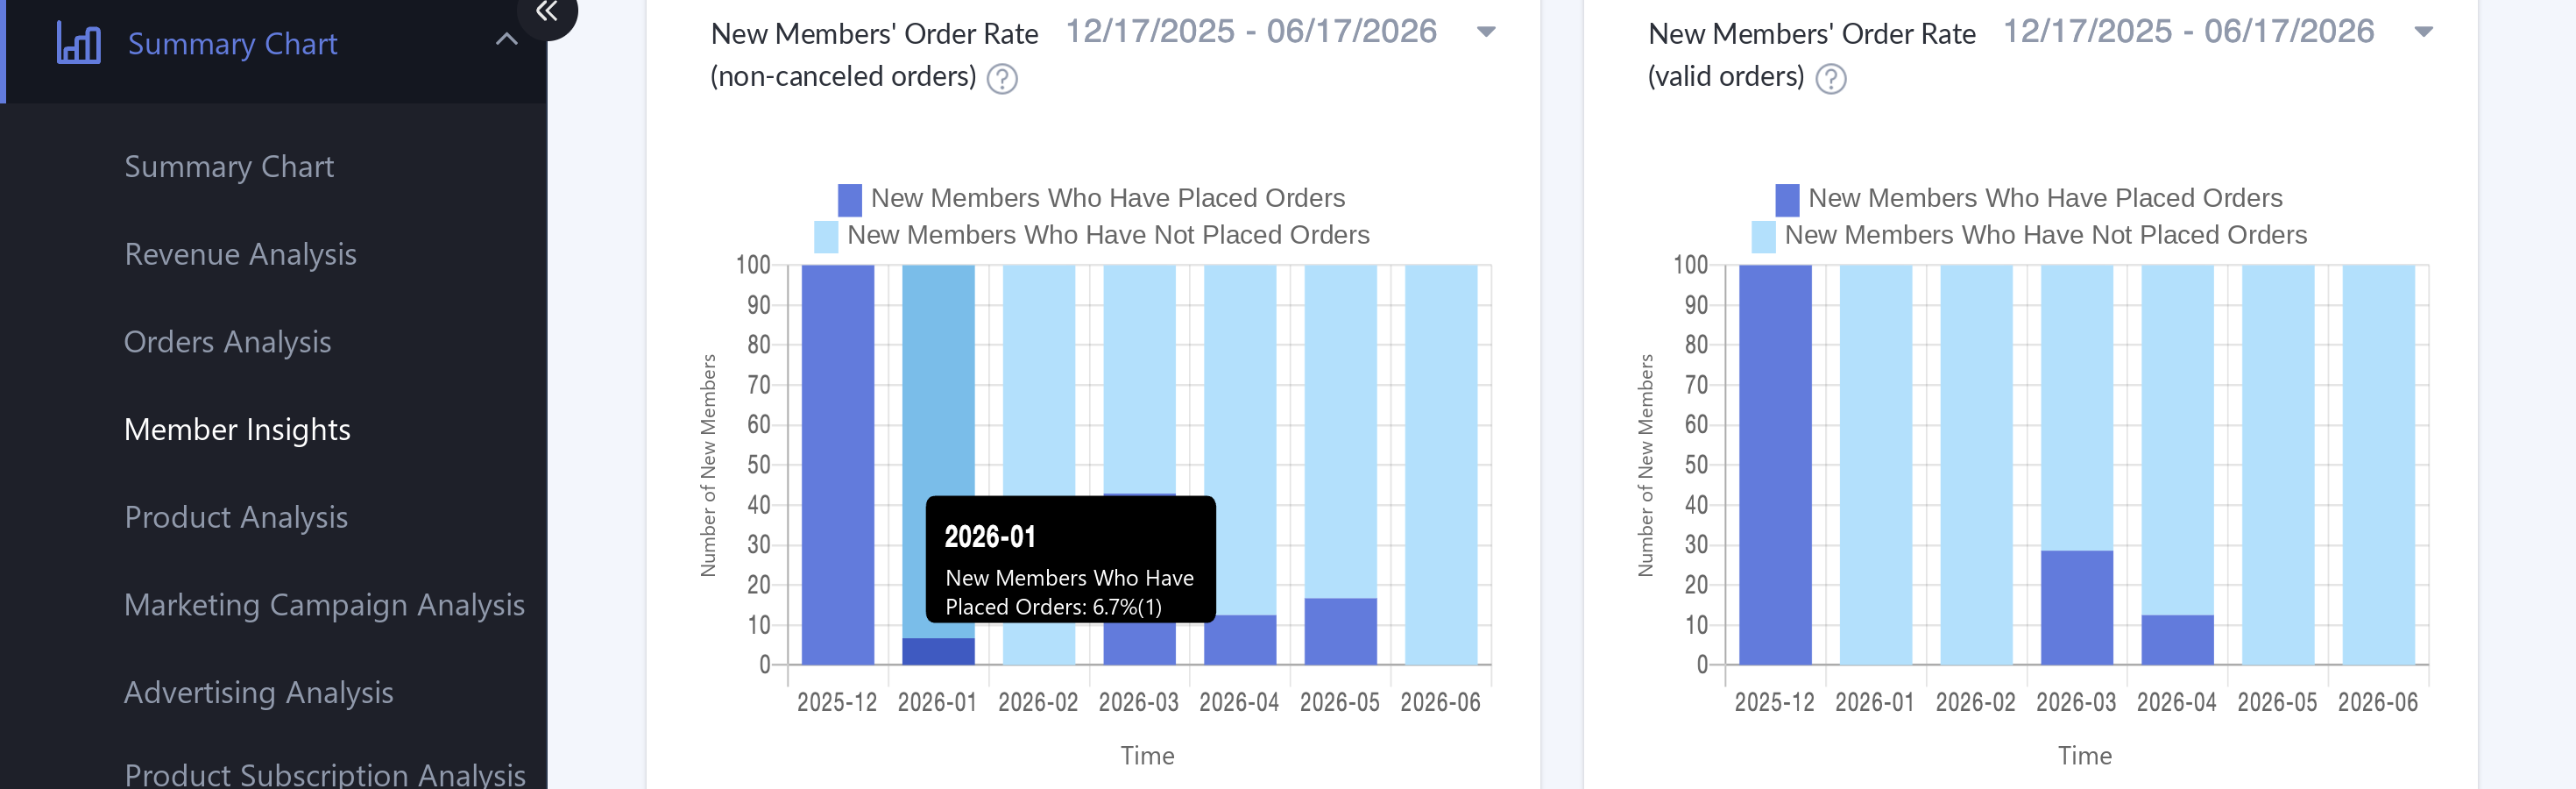 Summary Chart
Summary Chart
Revenue Analysis
Orders Analysis
Member Insights
Product Analysis
Marketing Campaign Analysis
Advertising Analysis
Product Subscription Analysis
New Members' Order Rate
(non-canceled orders) ?
12/17/2025 - 06/17/2026
New Members Who Have Placed Orders
New Members Who Have Not Placed Orders
Number of New Members
100
90
80
70
60
50
40
30
20
10
0
2026-01
New Members Who Have
Placed Orders: 6.7%(1)
2025-12 2026-01 2026-02 2026-03 2026-04 2026-05 2026-06
Time
New Members' Order Rate
(valid orders) ?
12/17/2025 - 06/17/2026
New Members Who Have Placed Orders
New Members Who Have Not Placed Orders
Number of New Members
100
90
80
70
60
50
40
30
20
10
0
2025-12 2026-01 2026-02 2026-03 2026-04 2026-05 2026-06
Time